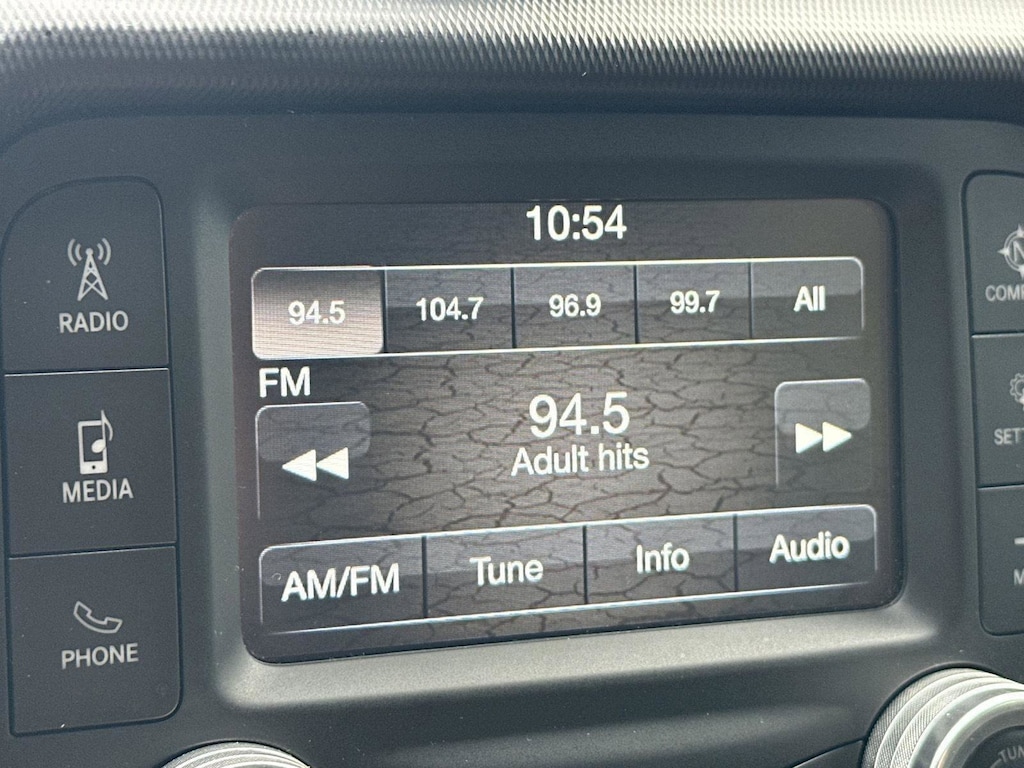 10:54
94.5 104.7 96.9 99.7 All
FM
94.5
Adult hits
AM/FM Tune Info Audio
RADIO
MEDIA
PHONE